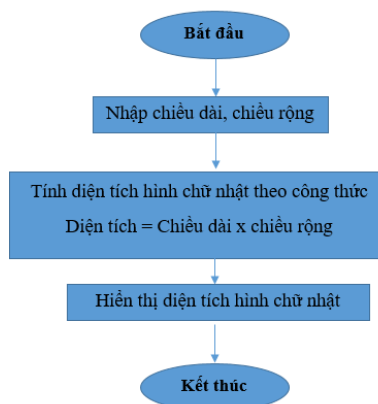 Bắt đầu
Nhập chiều dài, chiều rộng
Tính diện tích hình chữ nhật theo công thức
Diện tích = Chiều dài x chiều rộng
Hiển thị diện tích hình chữ nhật
Kết thúc